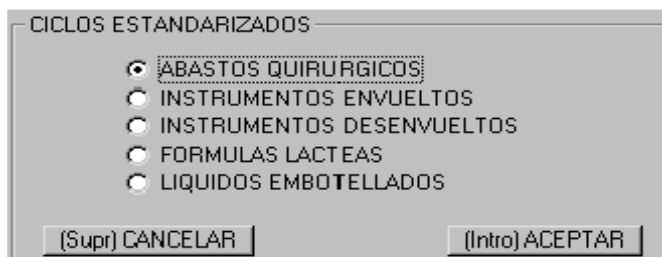 CICLOS ESTANDARIZADOS
ABASTOS QUIRURGICOS
INSTRUMENTOS ENVUELTOS
INSTRUMENTOS DESENVUELTOS
FORMULAS LACTEAS
LIQUIDOS EMBOTELLADOS
(Supr) CANCELAR (Intro) ACEPTAR